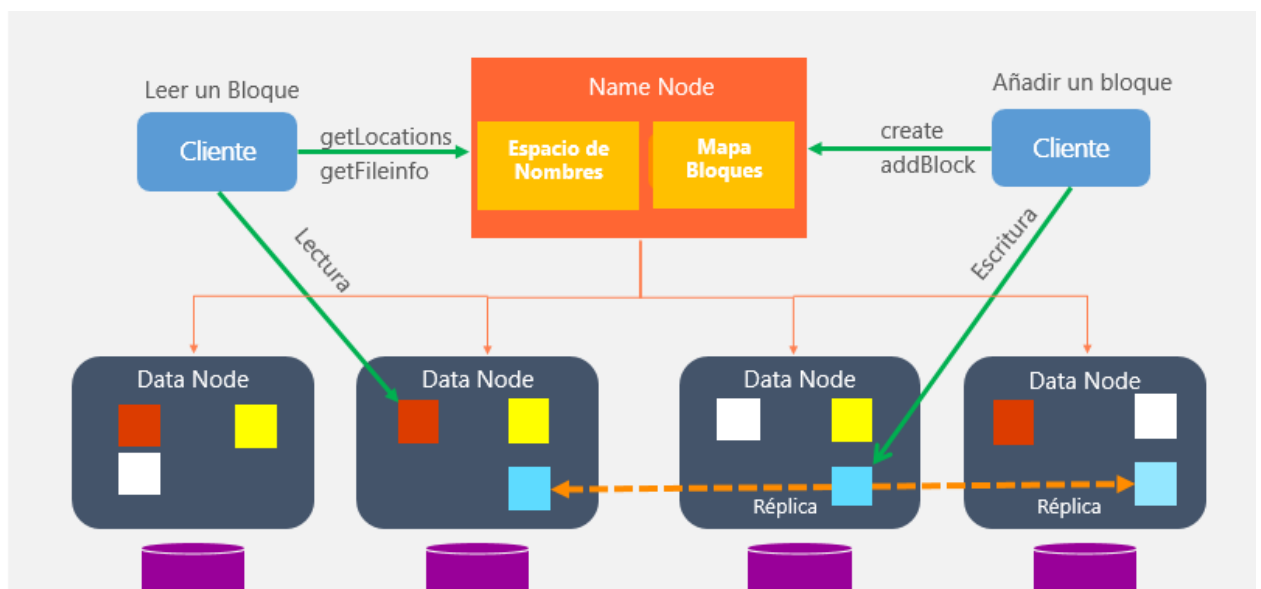 Leer un Bloque
Cliente
getLocations
getFileinfo
Name Node
Espacio de
Nombres
Mapa
Bloques
Añadir un bloque
create
addBlock
Cliente
Lectura
Escritura
Data Node
Data Node
Data Node
Réplica
Data Node
Réplica